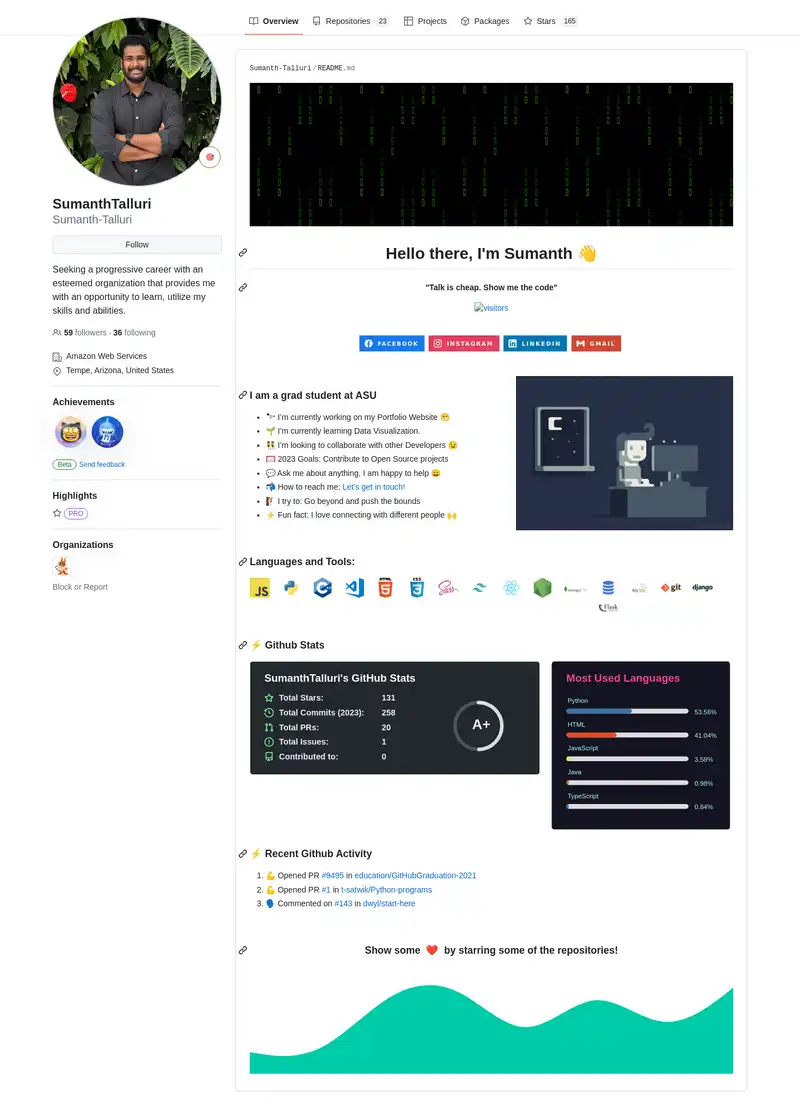 Overview
Repositories 23
Projects
Packages
Stars 165
SumanthTalluri
Sumanth-Talluri
Follow
Seeking a progressive career with an
esteemed organization that provides me
with an opportunity to learn, utilize my
skills and abilities.
59 followers · 36 following
Amazon Web Services
Tempe, Arizona, United States
Achievements
Beta Send feedback
Highlights
PRO
Organizations
Block or Report
Sumanth-Talluri/README.md
Hello there, I'm Sumanth 👋
"Talk is cheap. Show me the code"
visitors
FACEBOOK
INSTAGRAM
LINKEDIN
GMAIL
I am a grad student at ASU
🔭 I'm currently working on my Portfolio Website 😁
🌱 I'm currently learning Data Visualization.
👯 I'm looking to collaborate with other Developers 😉
🥅 2023 Goals: Contribute to Open Source projects
💬 Ask me about anything, I am happy to help 😄
📬 How to reach me: Let's get in touch!
🧗 I try to: Go beyond and push the bounds
⚡ Fun fact: I love connecting with different people 🙌
Languages and Tools:
JS
5
3
Sass
MySQL
git
django
Flask
⚡ Github Stats
SumanthTalluri's GitHub Stats
Total Stars: 131
Total Commits (2023): 258
Total PRs: 20
Total Issues: 1
Contributed to: 0
A+
Most Used Languages
Python
53.56%
HTML
41.04%
JavaScript
3.58%
Java
0.98%
TypeScript
0.84%
⚡ Recent Github Activity
1. 💪 Opened PR #9495 in education/GitHubGraduation-2021
2. 💪 Opened PR #1 in t-satwik/Python-programs
3. 🗣 Commented on #143 in dwyl/start-here
Show some ❤️ by starring some of the repositories!